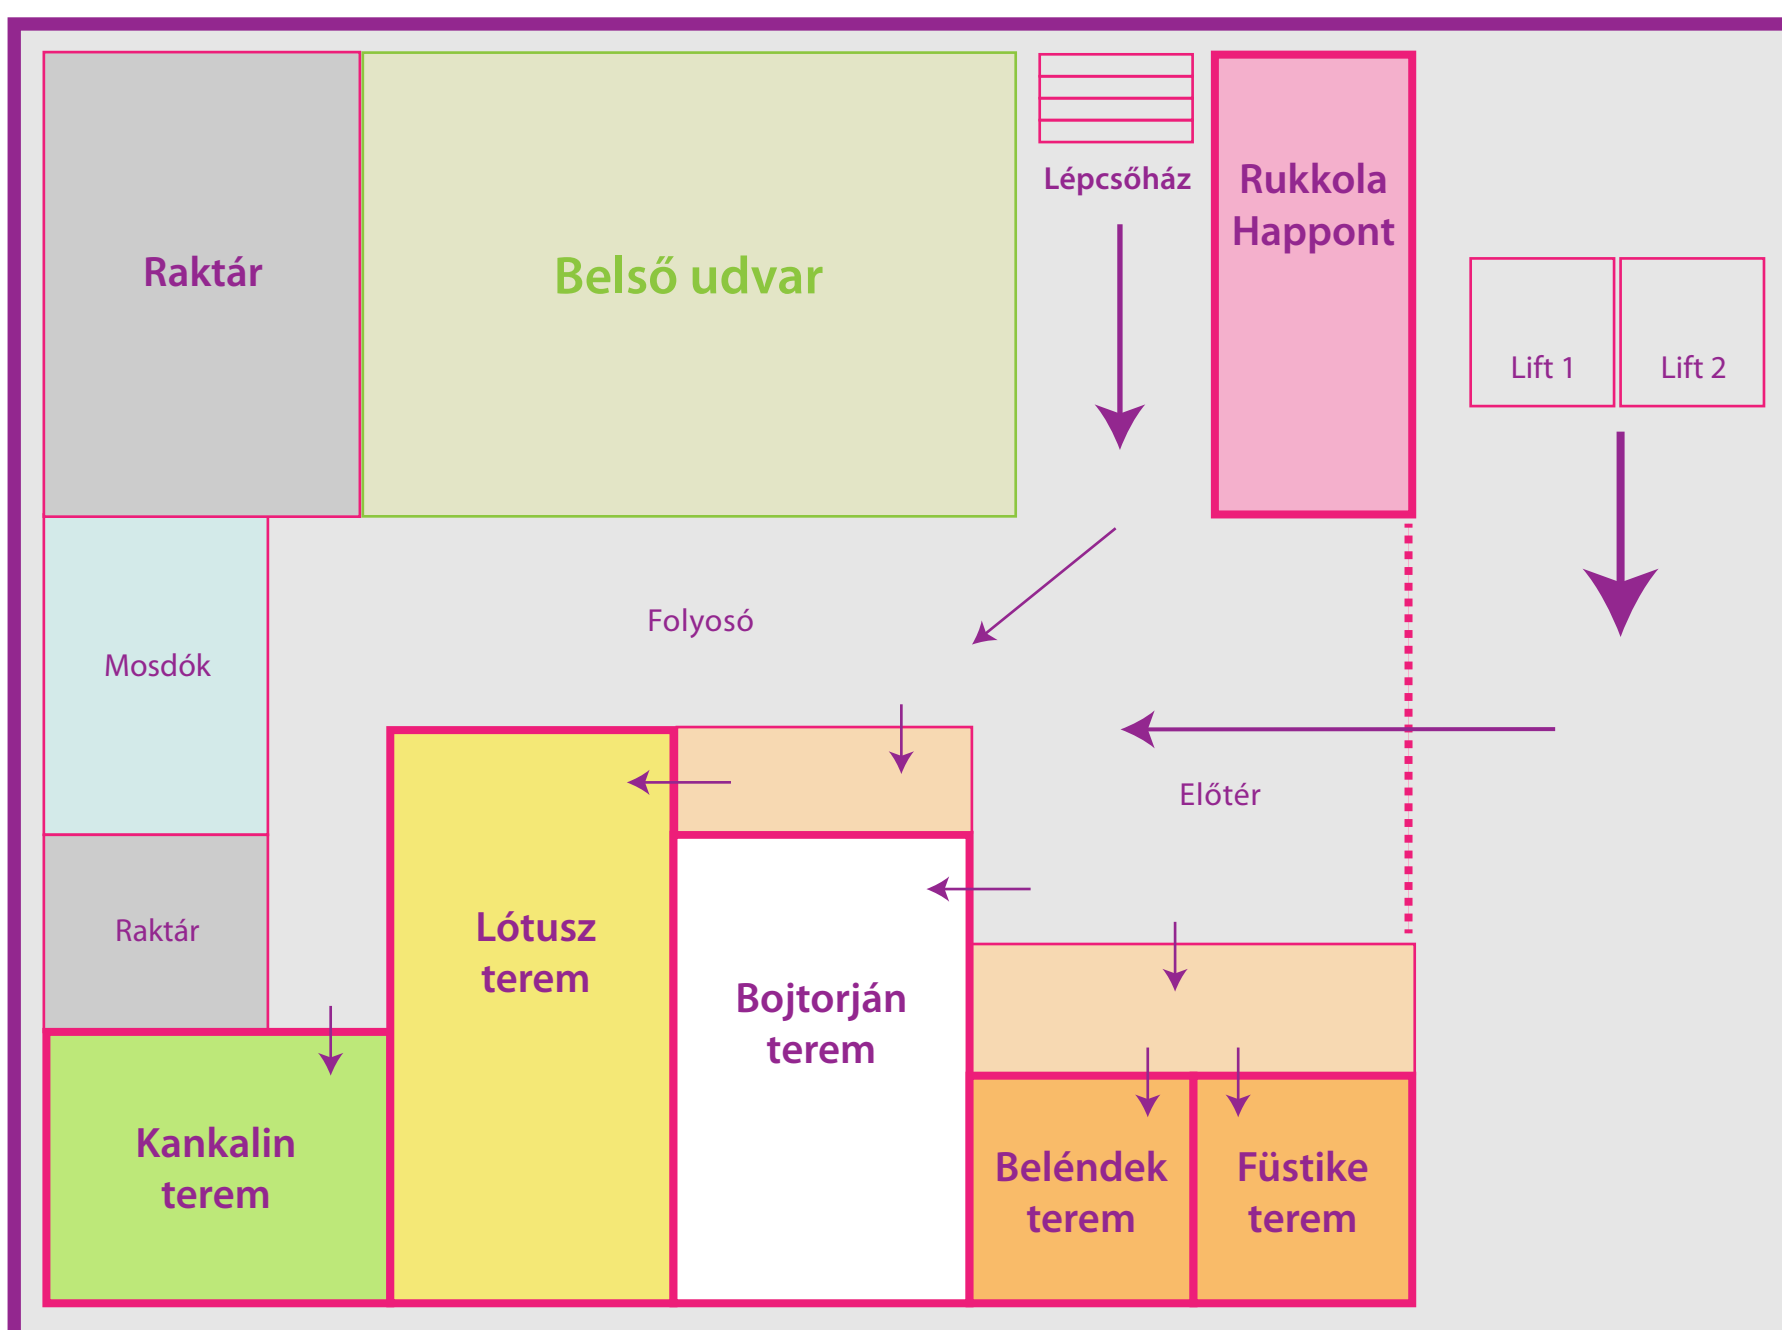 Lépcsőház
Rukkola
Happont
Raktár
Belső udvar
Lift 1
Lift 2
Folyosó
Mosdók
Előtér
Raktár
Lótusz
terem
Bojtorján
terem
Kankalin
terem
Beléndek
terem
Füstike
terem